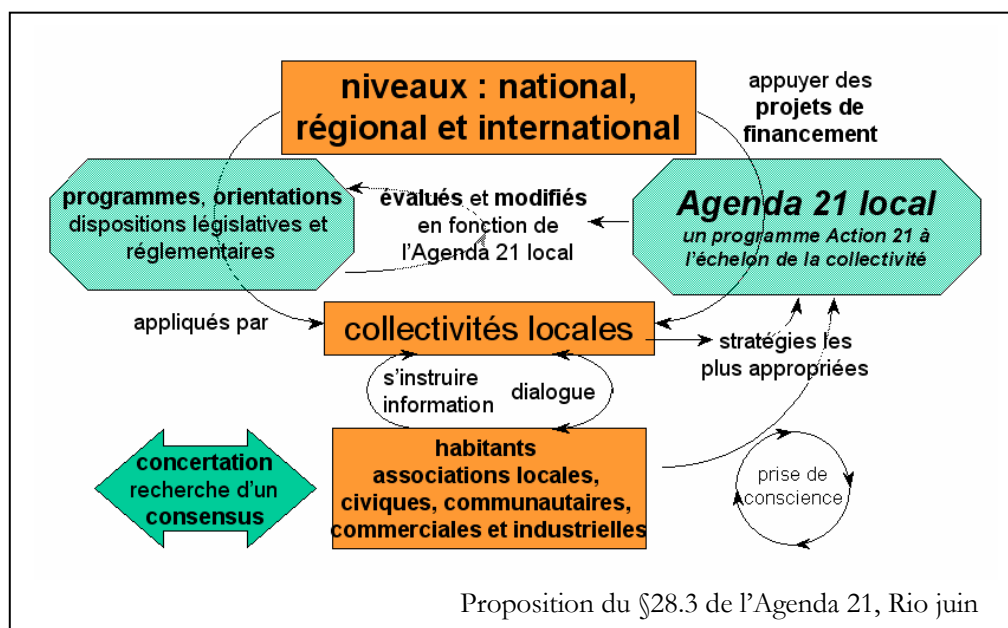 niveaux : national,
régional et international
appuyer des
projets de
financement
programmes, orientations
dispositions législatives et
réglementaires
évalués et modifiés
en fonction de
l'Agenda 21 local
Agenda 21 local
un programme Action 21 à
l'échelon de la collectivité
appliqués par
collectivités locales
stratégies les
plus appropriées
s'instruire
information
dialogue
concertation
recherche d'un
consensus
habitants
associations locales,
civiques, communautaires,
commerciales et industrielles
prise de
conscience
Proposition du §28.3 de l'Agenda 21, Rio juin